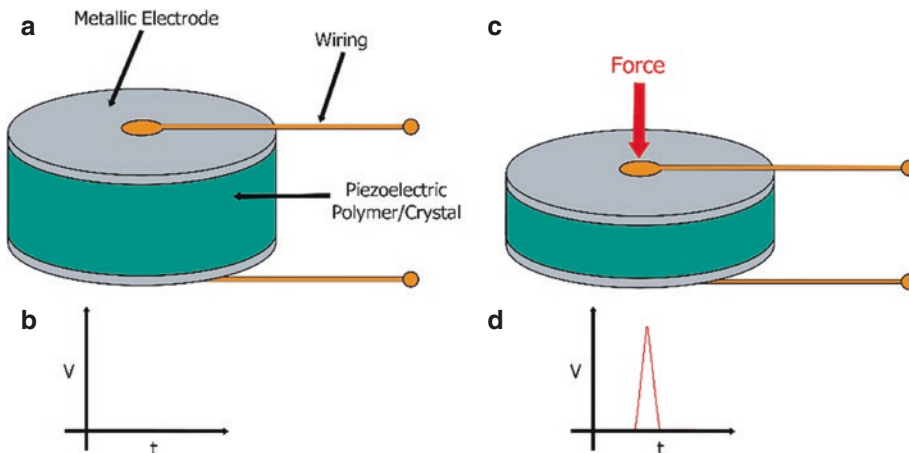 a
Metallic Electrode
Wiring
Piezoelectric
Polymer/Crystal
b
V
t
c
Force
d
V
t